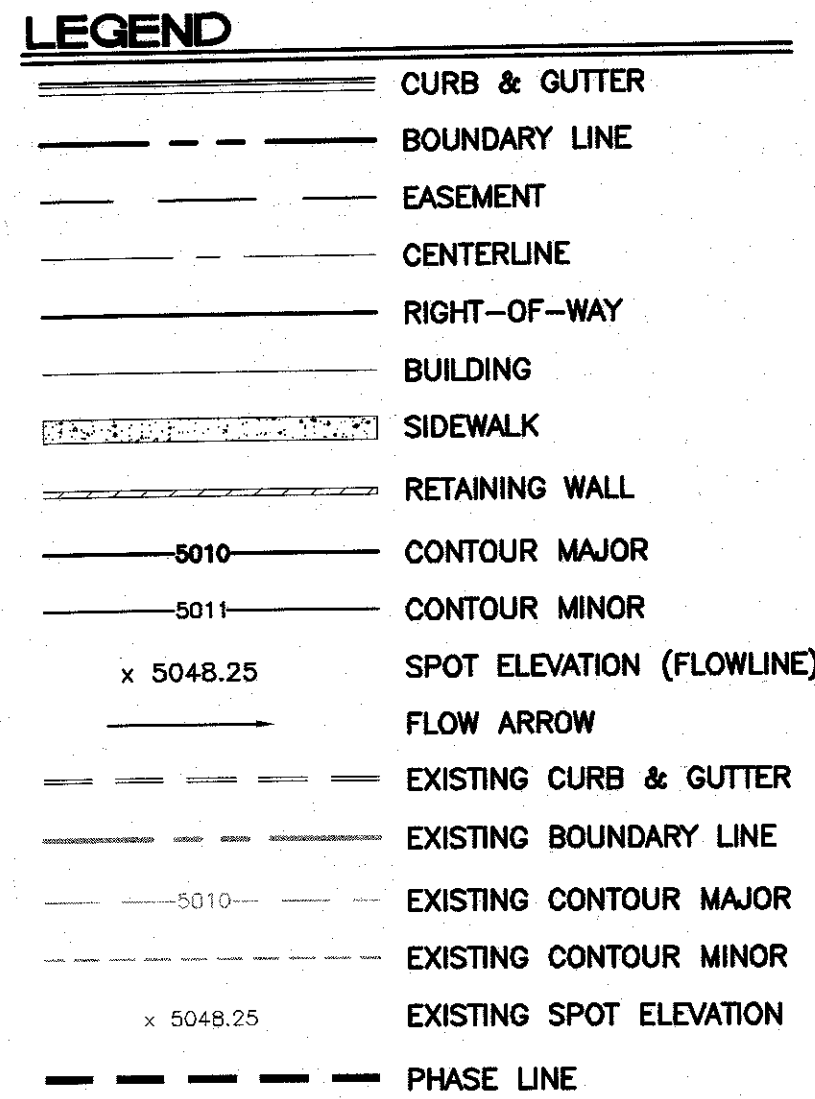 LEGEND
CURB & GUTTER
BOUNDARY LINE
EASEMENT
CENTERLINE
RIGHT-OF-WAY
BUILDING
SIDEWALK
RETAINING WALL
5010 CONTOUR MAJOR
5011 CONTOUR MINOR
x 5048.25 SPOT ELEVATION (FLOWLINE)
FLOW ARROW
EXISTING CURB & GUTTER
EXISTING BOUNDARY LINE
5010 EXISTING CONTOUR MAJOR
EXISTING CONTOUR MINOR
x 5048.25 EXISTING SPOT ELEVATION
PHASE LINE